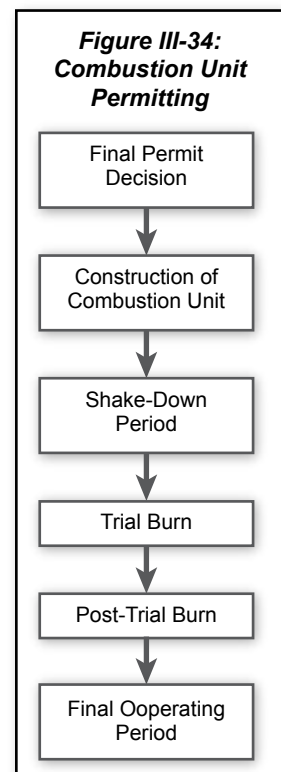 Figure III-34:
Combustion Unit
Permitting
Final Permit
Decision
Construction of
Combustion Unit
Shake-Down
Period
Trial Burn
Post-Trial Burn
Final Ooperating
Period